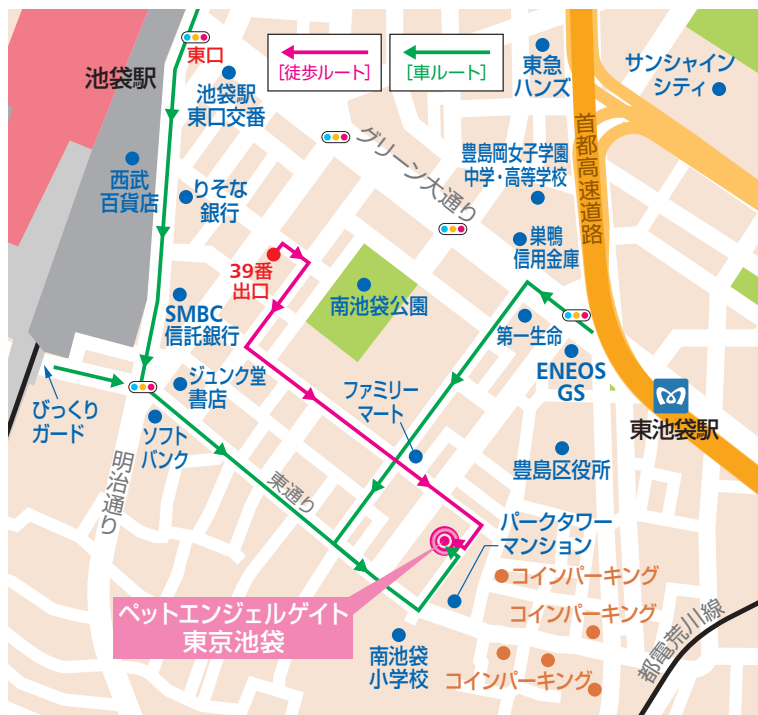 東口
池袋駅
池袋駅
東口交番
[徒歩ルート]
[車ルート]
東急
ハンズ
サンシャイン
シティ
首都高速道路
グリーン大通り
豊島岡女子学園
中学・高等学校
西武
百貨店
りそな
銀行
巣鴨
信用金庫
39番
出口
南池袋公園
SMBC
信託銀行
第一生命
ENEOS
GS
ジュンク堂
書店
ファミリー
マート
びっくり
ガード
ソフト
バンク
東池袋駅
明治通り
豊島区役所
東通り
パークタワー
マンション
コインパーキング
ペットエンジェルゲイト
東京池袋
コインパーキング
南池袋
小学校
コインパーキング
都電荒川線